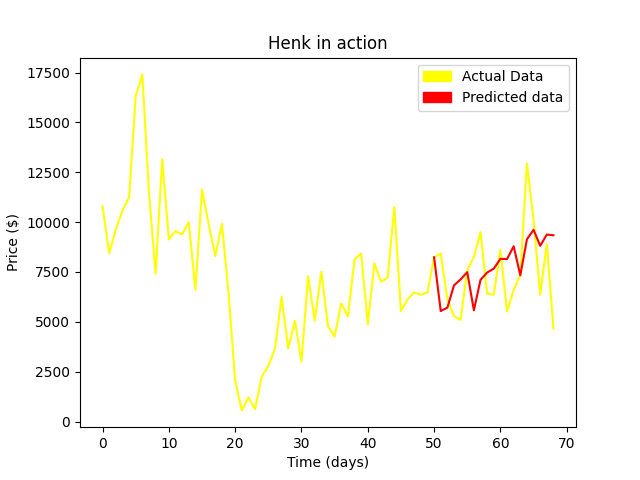 Henk in action
Actual Data
Predicted data
Price ($)
17500
15000
12500
10000
7500
5000
2500
0
0 10 20 30 40 50 60 70
Time (days)